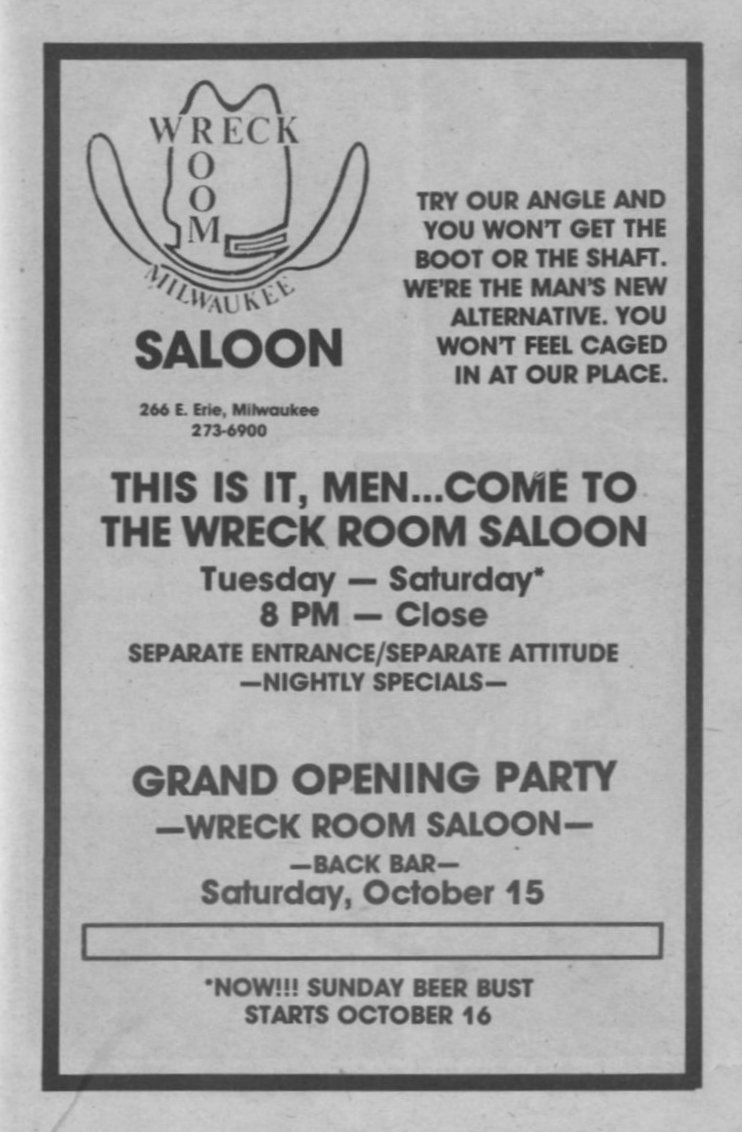 WRECK
ROOM
MILWAUKEE
SALOON
266 E. Erie, Milwaukee
273-6900
TRY OUR ANGLE AND
YOU WON'T GET THE
BOOT OR THE SHAFT.
WE'RE THE MAN'S NEW
ALTERNATIVE. YOU
WON'T FEEL CAGED
IN AT OUR PLACE.
THIS IS IT, MEN...COME TO
THE WRECK ROOM SALOON
Tuesday — Saturday*
8 PM — Close
SEPARATE ENTRANCE/SEPARATE ATTITUDE
—NIGHTLY SPECIALS—
GRAND OPENING PARTY
—WRECK ROOM SALOON—
—BACK BAR—
Saturday, October 15
*NOW!!! SUNDAY BEER BUST
STARTS OCTOBER 16